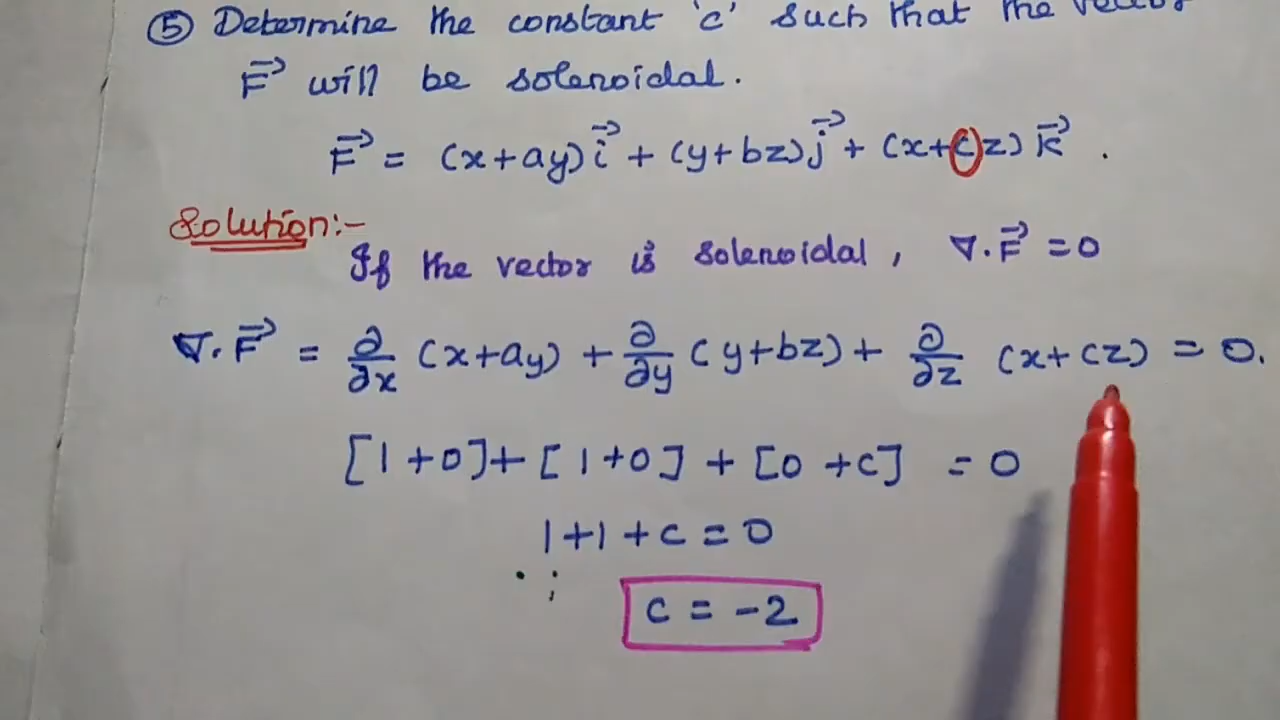 ⑤ Determine the constant 'c' such that the vector
F⃗ will be solenoidal.
F⃗ = (x+ay) i⃗ + (y+bz) j⃗ + (x+cz) k⃗ .
Solution:-
If the vector is solenoidal, ∇.F⃗ = 0
∇.F⃗ = ∂/∂x (x+ay) + ∂/∂y (y+bz) + ∂/∂z (x+cz) = 0.
[1+0]+[1+0] + [0+c] = 0
1+1+c = 0
c = -2